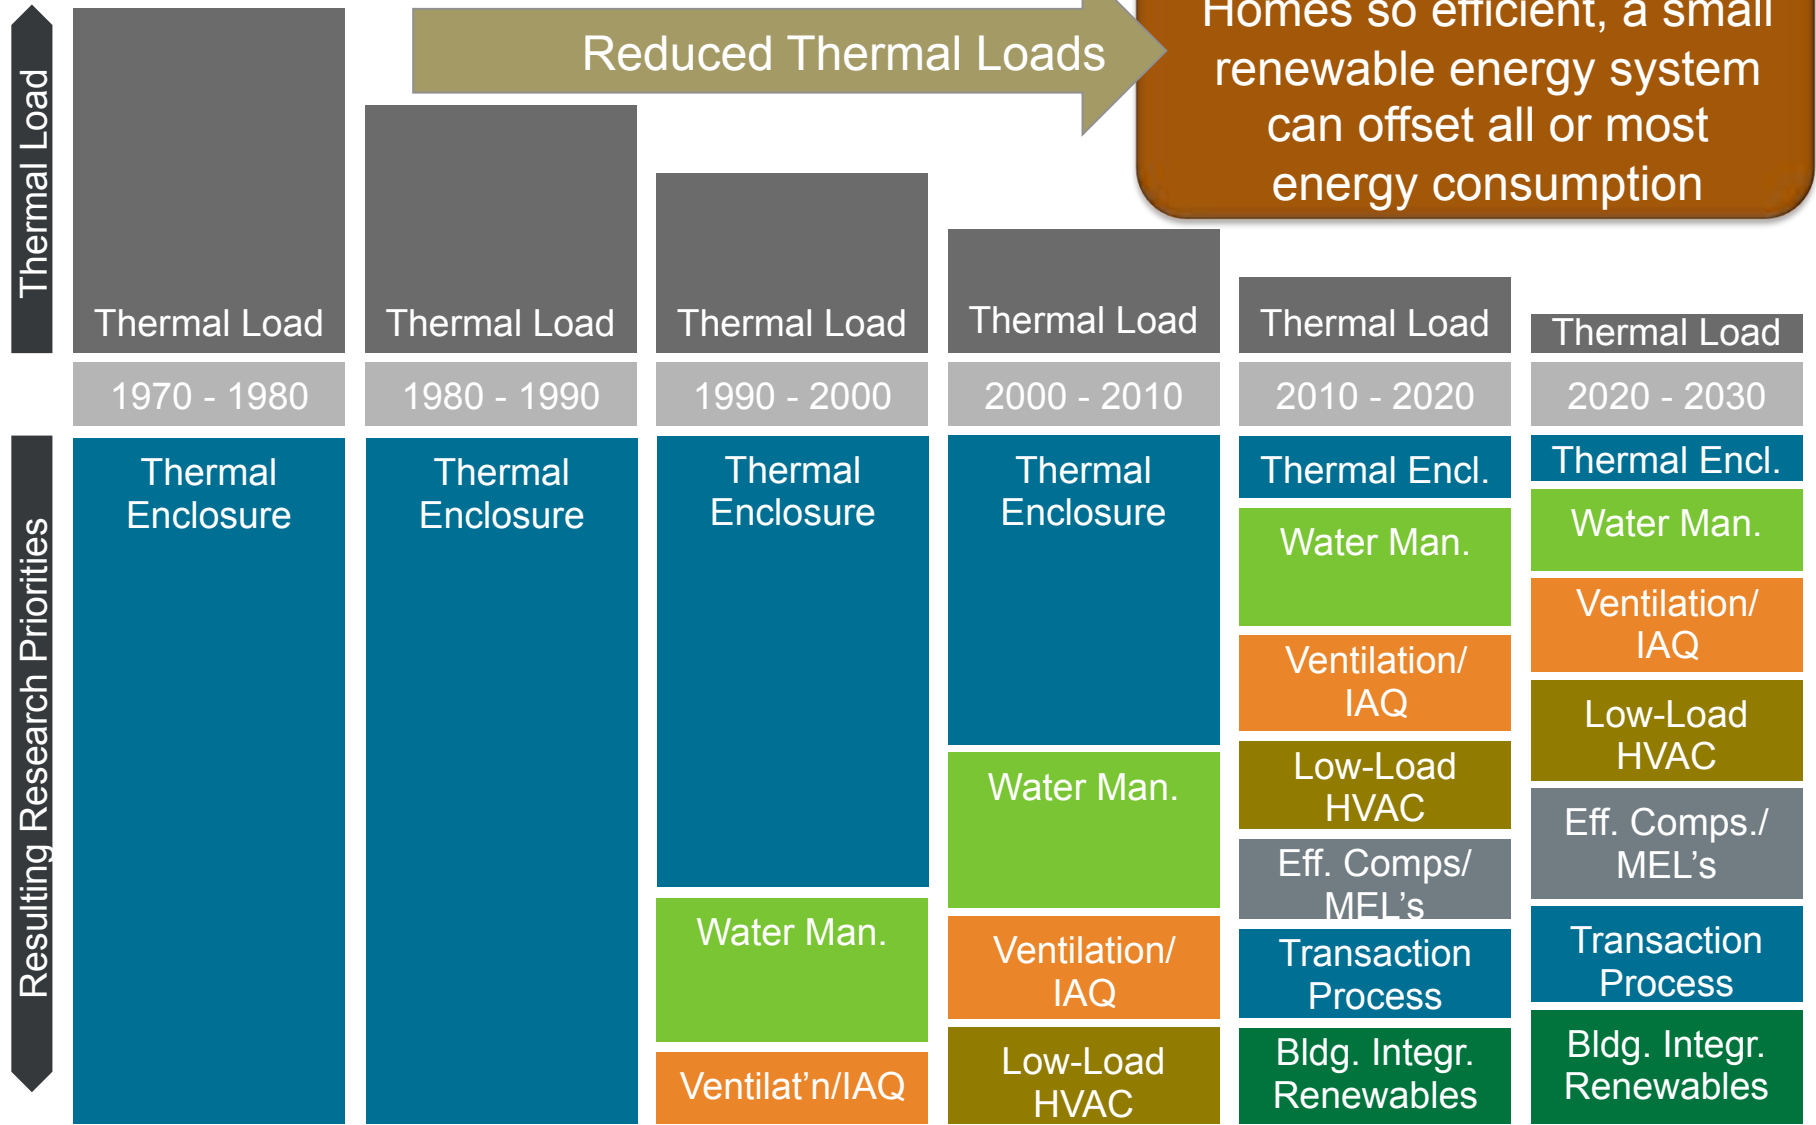 Reduced Thermal Loads
Homes so efficient, a small
renewable energy system
can offset all or most
energy consumption
Thermal Load
Thermal Load
Thermal Load
Thermal Load
Thermal Load
Thermal Load
Thermal Load
1970 - 1980
1980 - 1990
1990 - 2000
2000 - 2010
2010 - 2020
2020 - 2030
Resulting Research Priorities
Thermal
Enclosure
Thermal
Enclosure
Thermal
Enclosure
Water Man.
Ventilat’n/IAQ
Thermal
Enclosure
Water Man.
Ventilation/
IAQ
Low-Load
HVAC
Thermal Encl.
Water Man.
Ventilation/
IAQ
Low-Load
HVAC
Eff. Comps/
MEL’s
Transaction
Process
Bldg. Integr.
Renewables
Thermal Encl.
Water Man.
Ventilation/
IAQ
Low-Load
HVAC
Eff. Comps./
MEL’s
Transaction
Process
Bldg. Integr.
Renewables